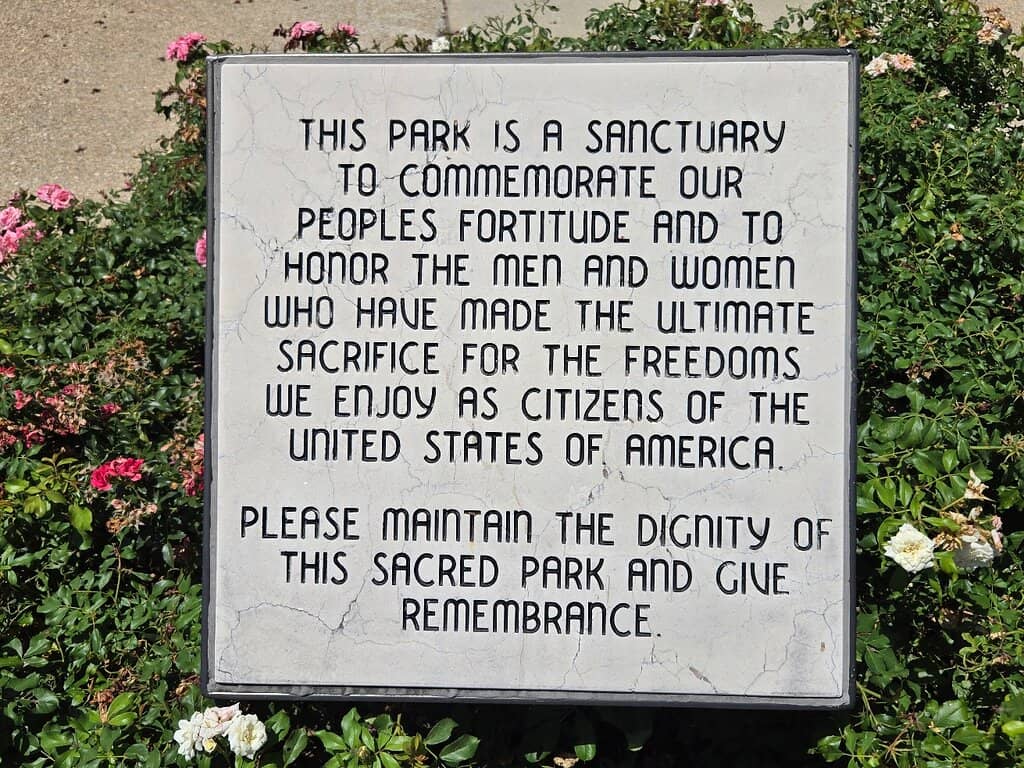 THIS PARK IS A SANCTUARY
TO COMMEMORATE OUR
PEOPLES FORTITUDE AND TO
HONOR THE MEN AND WOMEN
WHO HAVE MADE THE ULTIMATE
SACRIFICE FOR THE FREEDOMS
WE ENJOY AS CITIZENS OF THE
UNITED STATES OF AMERICA.
PLEASE MAINTAIN THE DIGNITY OF
THIS SACRED PARK AND GIVE
REMEMBRANCE.